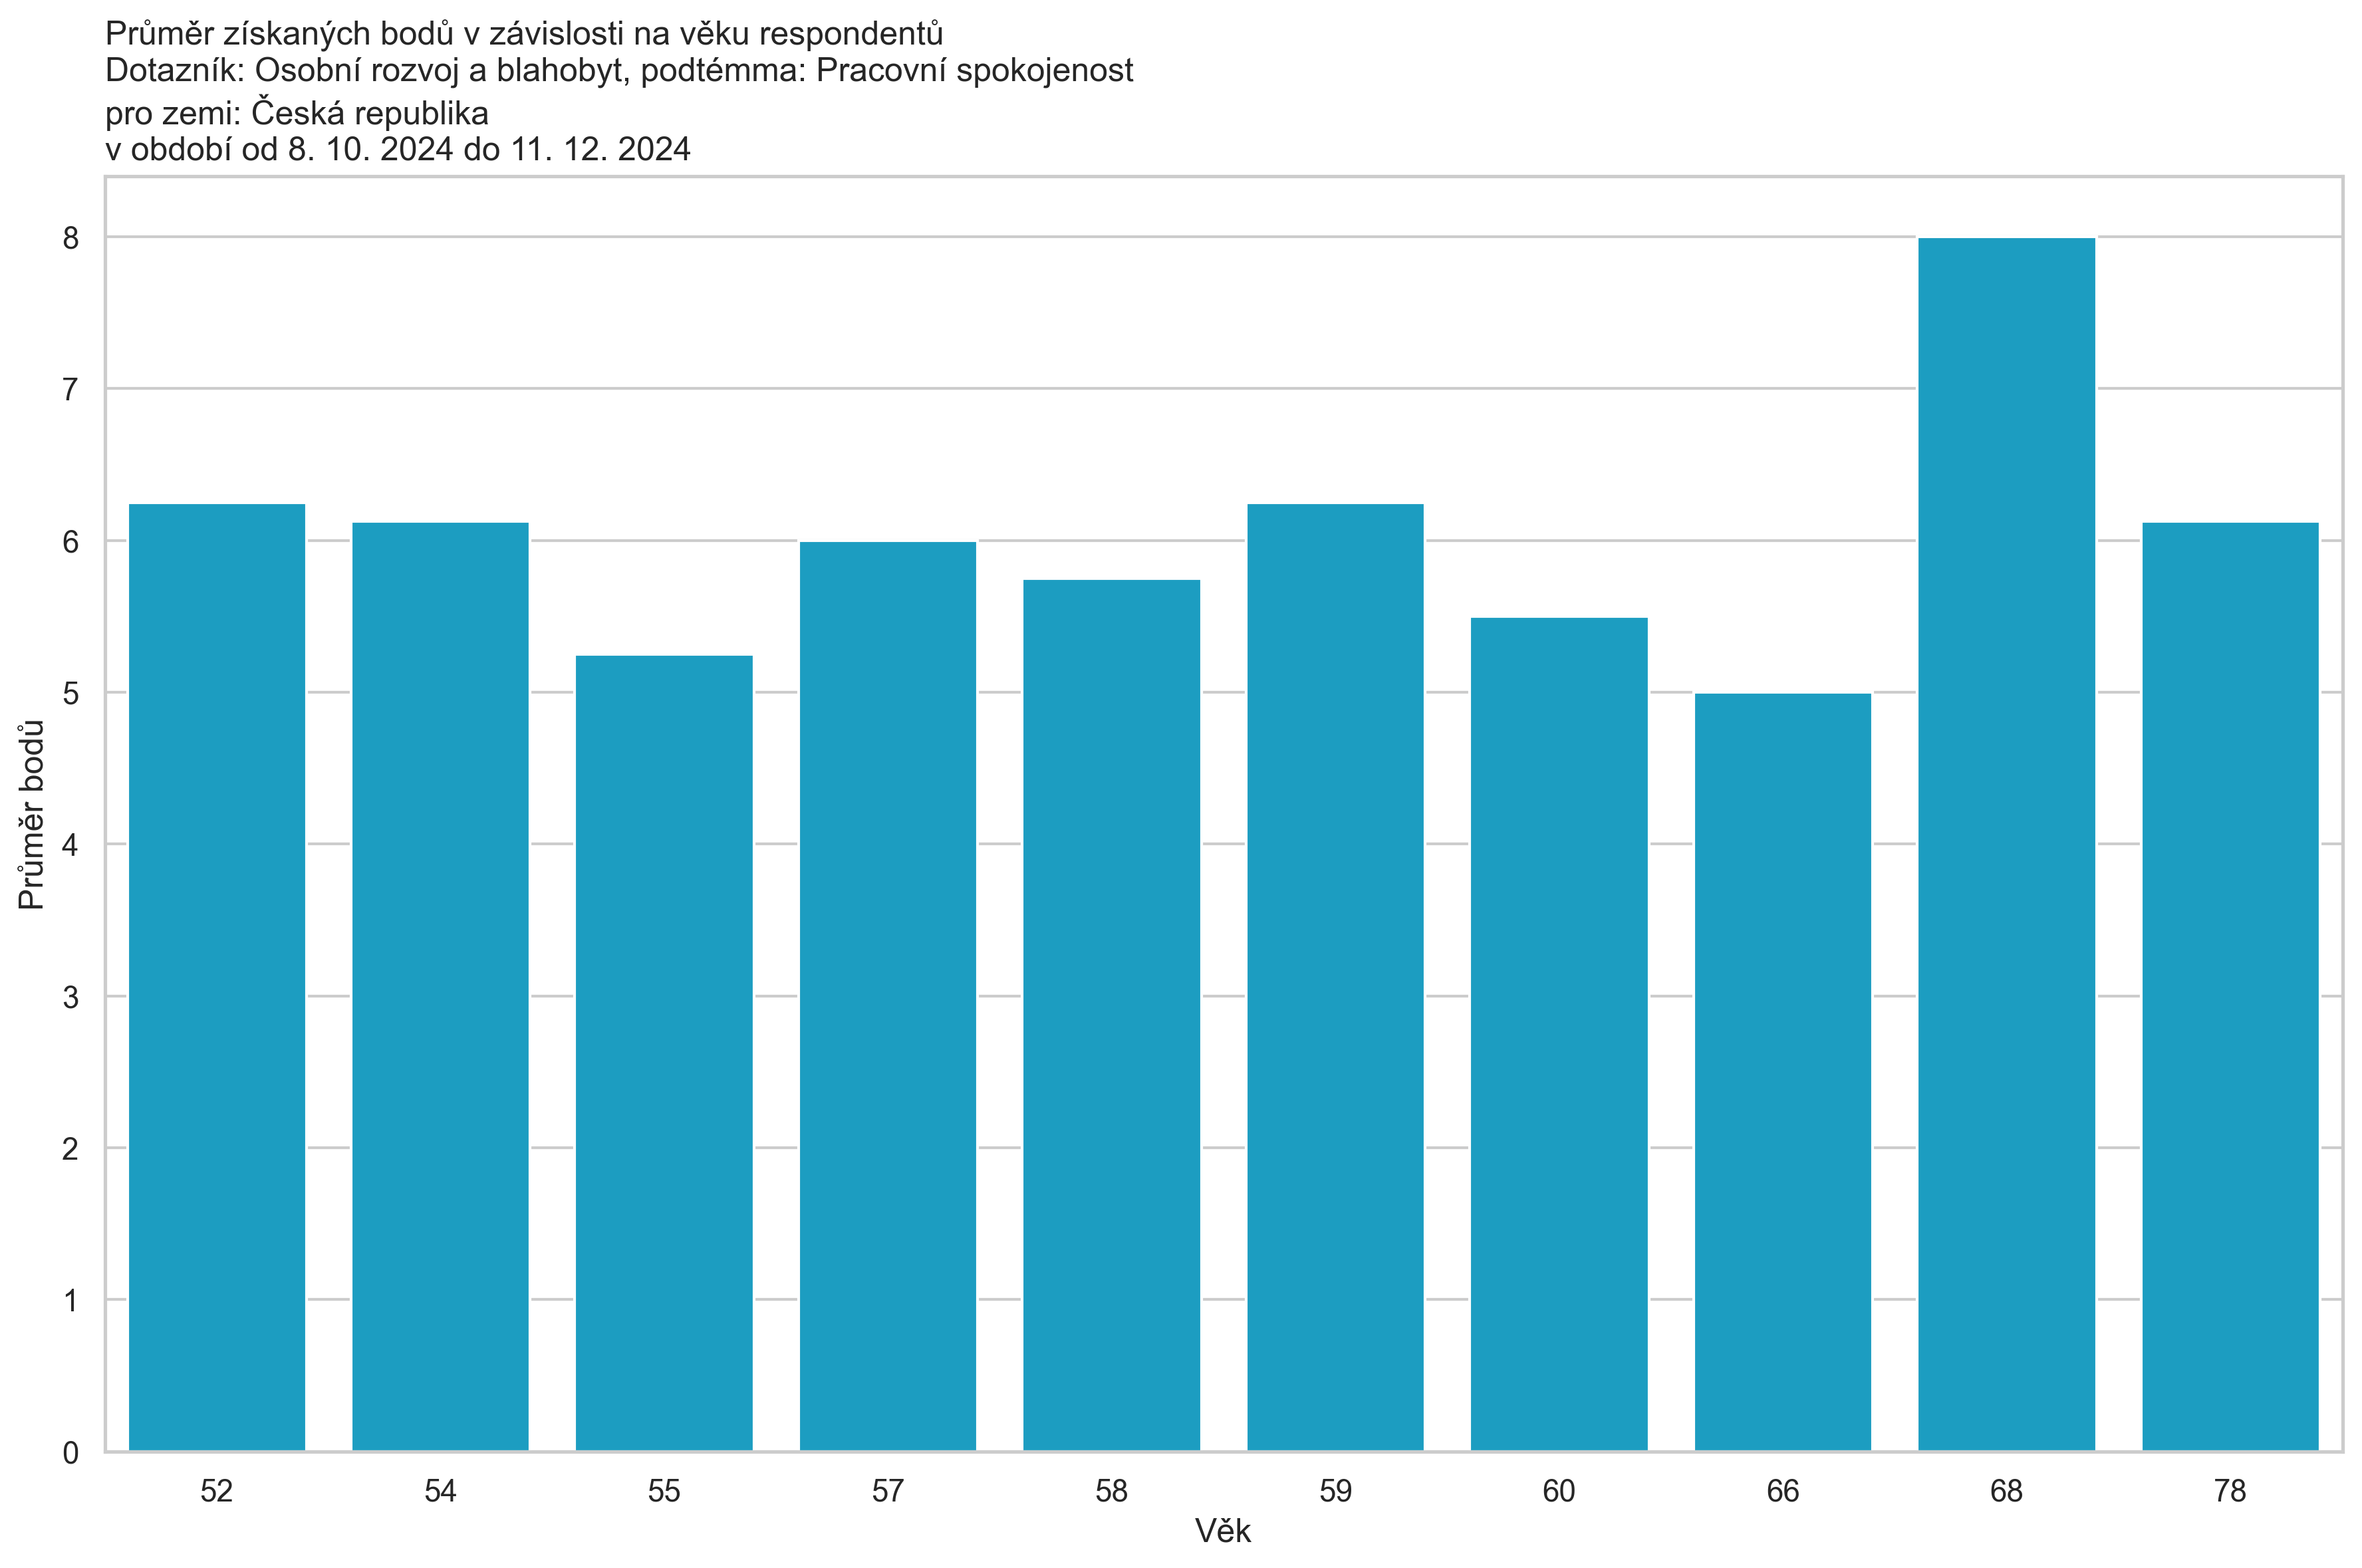 Průměr získaných bodů v závislosti na věku respondentů
Dotazník: Osobní rozvoj a blahobyt, podtémma: Pracovní spokojenost
pro zemi: Česká republika
v období od 8. 10. 2024 do 11. 12. 2024
8
7
6
5
4
3
2
1
0
Průměr bodů
52 54 55 57 58 59 60 66 68 78
Věk